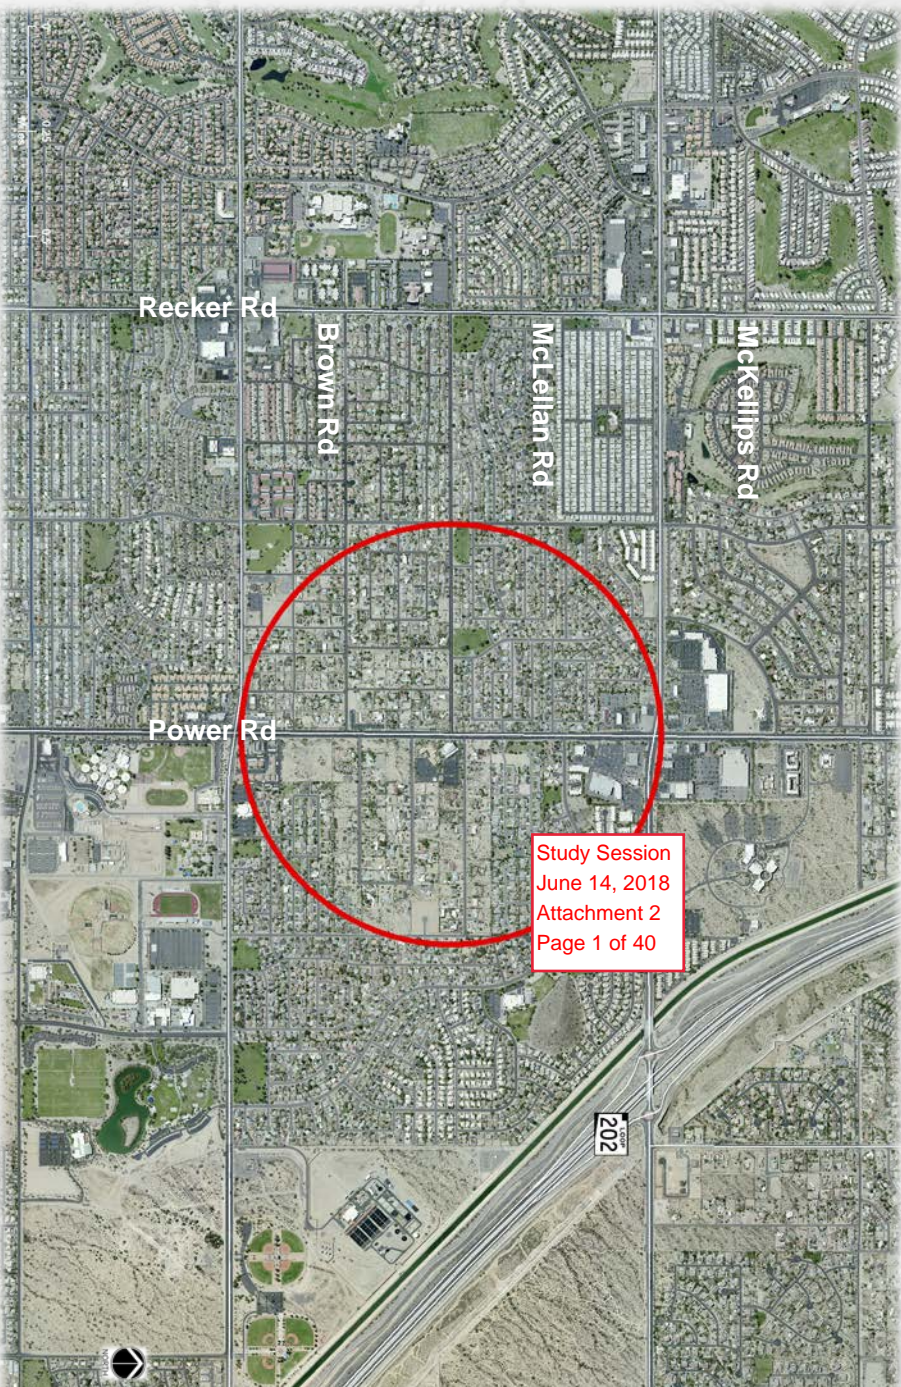 Recker Rd
Brown Rd
McLellan Rd
McKellips Rd
Power Rd
Study Session
June 14, 2018
Attachment 2
Page 1 of 40
LOOP
202
NORTH